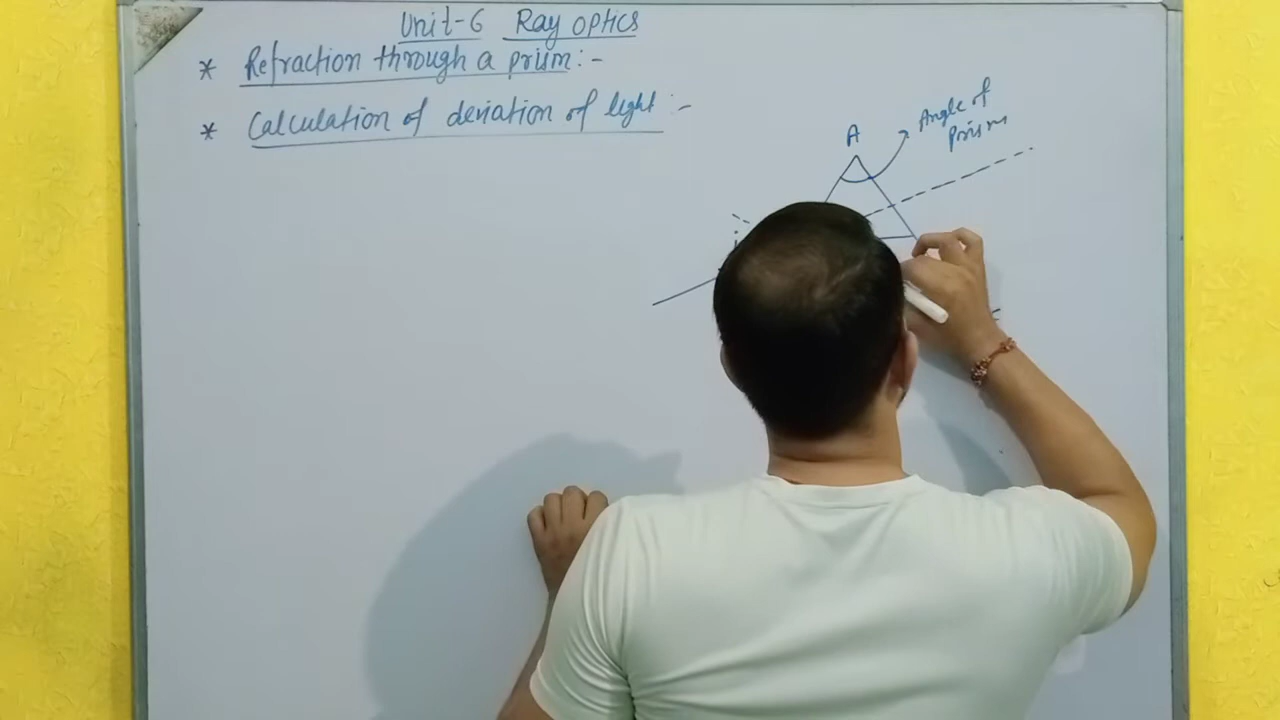 Unit-6 Ray optics
* Refraction through a prism:-
* Calculation of deviation of light :-
A
Angle of
Prism
i